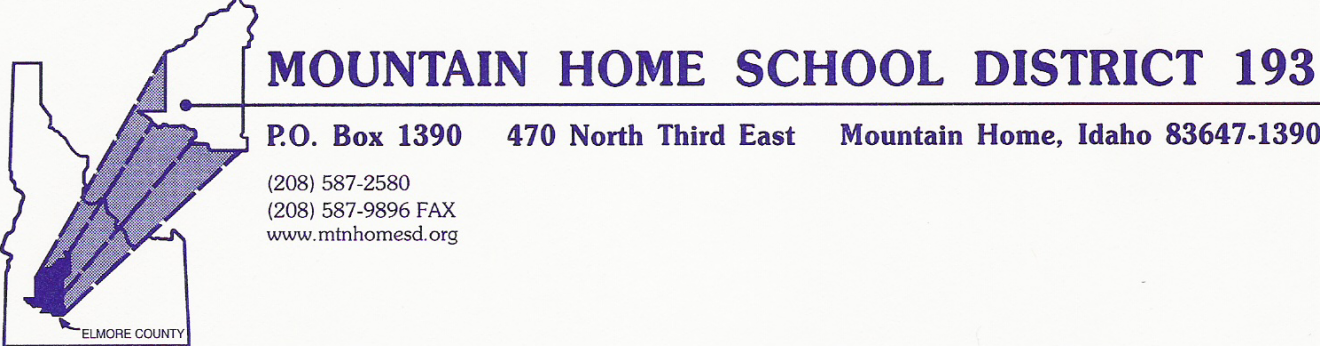 MOUNTAIN HOME SCHOOL DISTRICT 193
P.O. Box 1390 470 North Third East Mountain Home, Idaho 83647-1390
(208) 587-2580
(208) 587-9896 FAX
www.mtnhomesd.org
ELMORE COUNTY